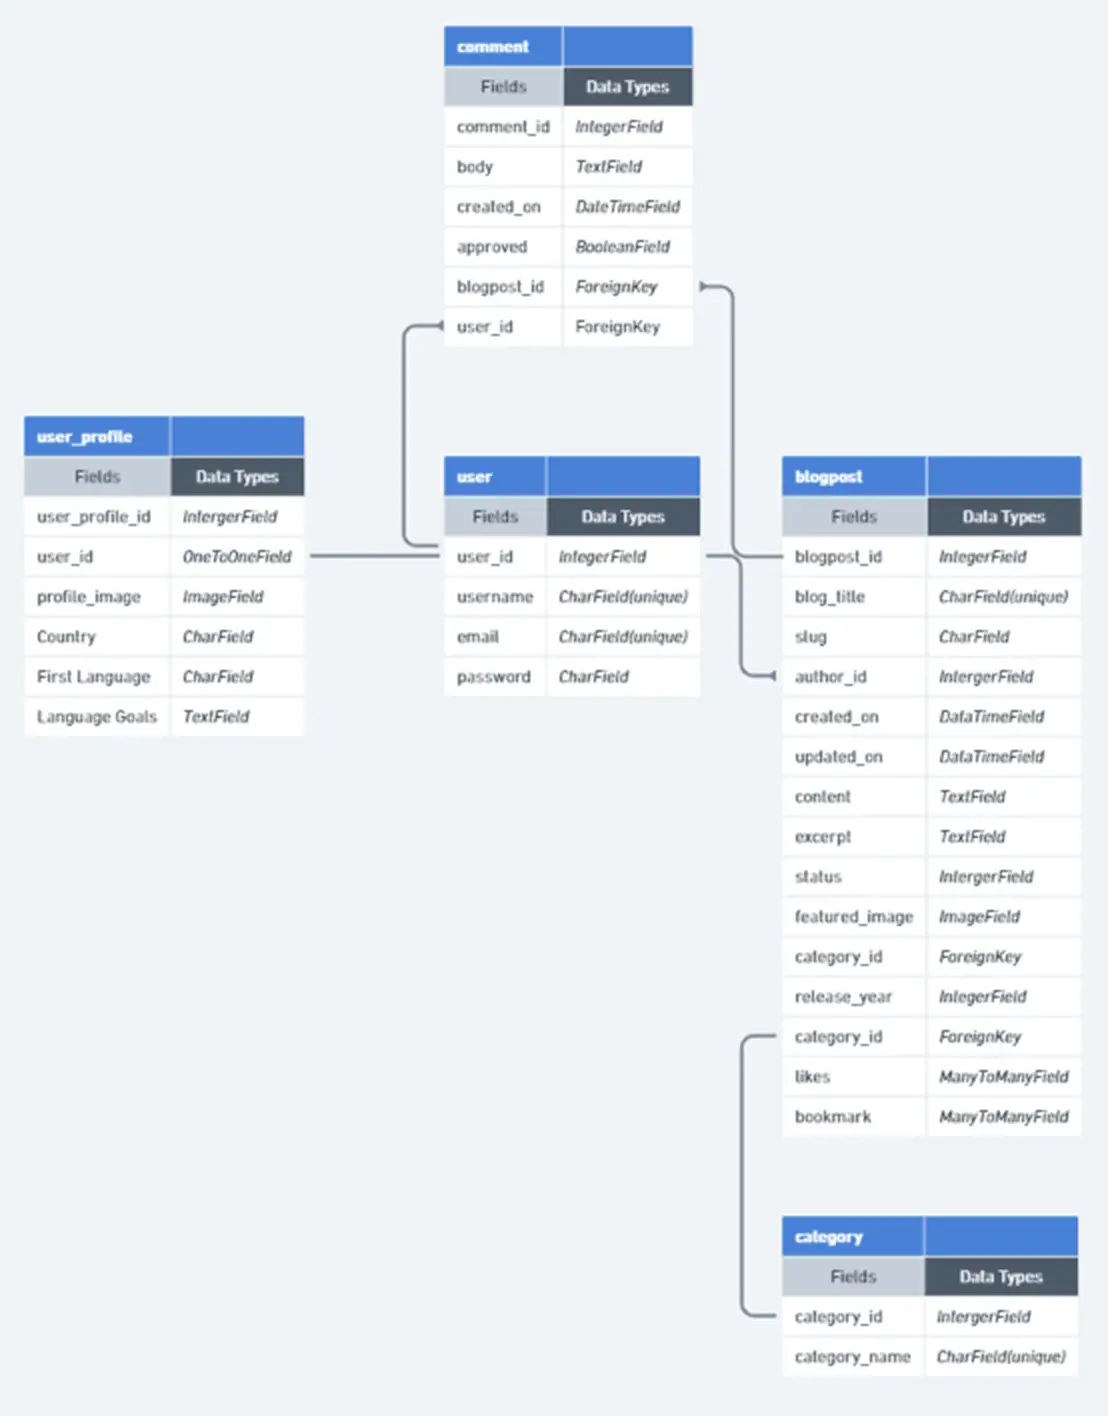 comment
Fields Data Types
comment_id IntegerField
body TextField
created_on DateTimeField
approved BooleanField
blogpost_id ForeignKey
user_id ForeignKey
user_profile
Fields Data Types
user_profile_id IntergerField
user_id OneToOneField
profile_image ImageField
Country CharField
First Language CharField
Language Goals TextField
user
Fields Data Types
user_id IntegerField
username CharField(unique)
email CharField(unique)
password CharField
blogpost
Fields Data Types
blogpost_id IntegerField
blog_title CharField(unique)
slug CharField
author_id IntergerField
created_on DataTimeField
updated_on DataTimeField
content TextField
excerpt TextField
status IntergerField
featured_image ImageField
category_id ForeignKey
release_year IntegerField
category_id ForeignKey
likes ManyToManyField
bookmark ManyToManyField
category
Fields Data Types
category_id IntergerField
category_name CharField(unique)